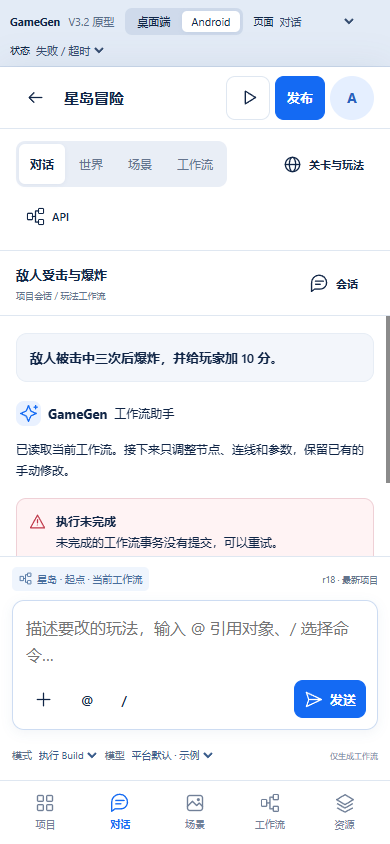 GameGen V3.2 原型 桌面端 Android 页面 对话
状态 失败 / 超时
星岛冒险 发布 A
对话 世界 场景 工作流 关卡与玩法
API
敌人受击与爆炸
项目会话 / 玩法工作流
会话
敌人被击中三次后爆炸，并给玩家加 10 分。
GameGen 工作流助手
已读取当前工作流。接下来只调整节点、连线和参数，保留已有的
手动修改。
执行未完成
未完成的工作流事务没有提交，可以重试。
星岛 · 起点 · 当前工作流 r18 · 最新项目
描述要改的玩法，输入 @ 引用对象、/ 选择命
令...
@ / 发送
模式 执行 Build 模型 平台默认 · 示例 仅生成工作流
项目 对话 场景 工作流 资源